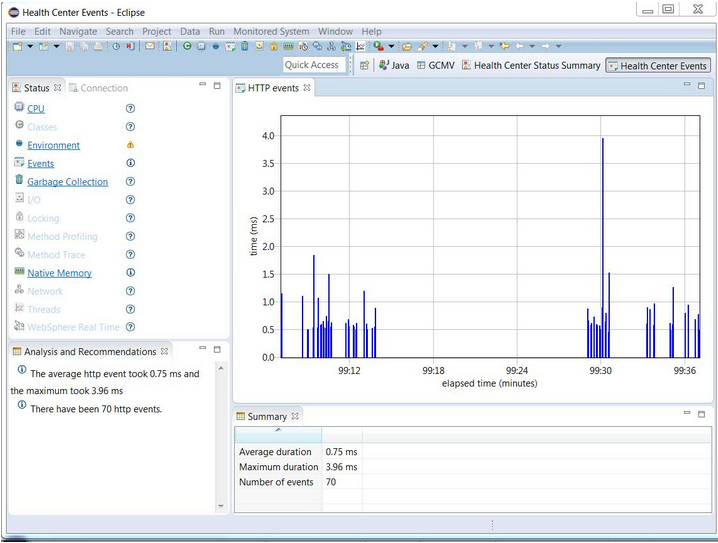 Health Center Events - Eclipse
File Edit Navigate Search Project Data Run Monitored System Window Help
Quick Access
Java GCMV Health Center Status Summary Health Center Events
Status Connection
CPU
Classes
Environment
Events
Garbage Collection
I/O
Locking
Method Profiling
Method Trace
Native Memory
Network
Threads
WebSphere Real Time
HTTP events
time (ms)
4.0
3.5
3.0
2.5
2.0
1.5
1.0
0.5
0.0
99:12 99:18 99:24 99:30 99:36
elapsed time (minutes)
Analysis and Recommendations
The average http event took 0.75 ms and
the maximum took 3.96 ms
There have been 70 http events.
Summary
Average duration 0.75 ms
Maximum duration 3.96 ms
Number of events 70